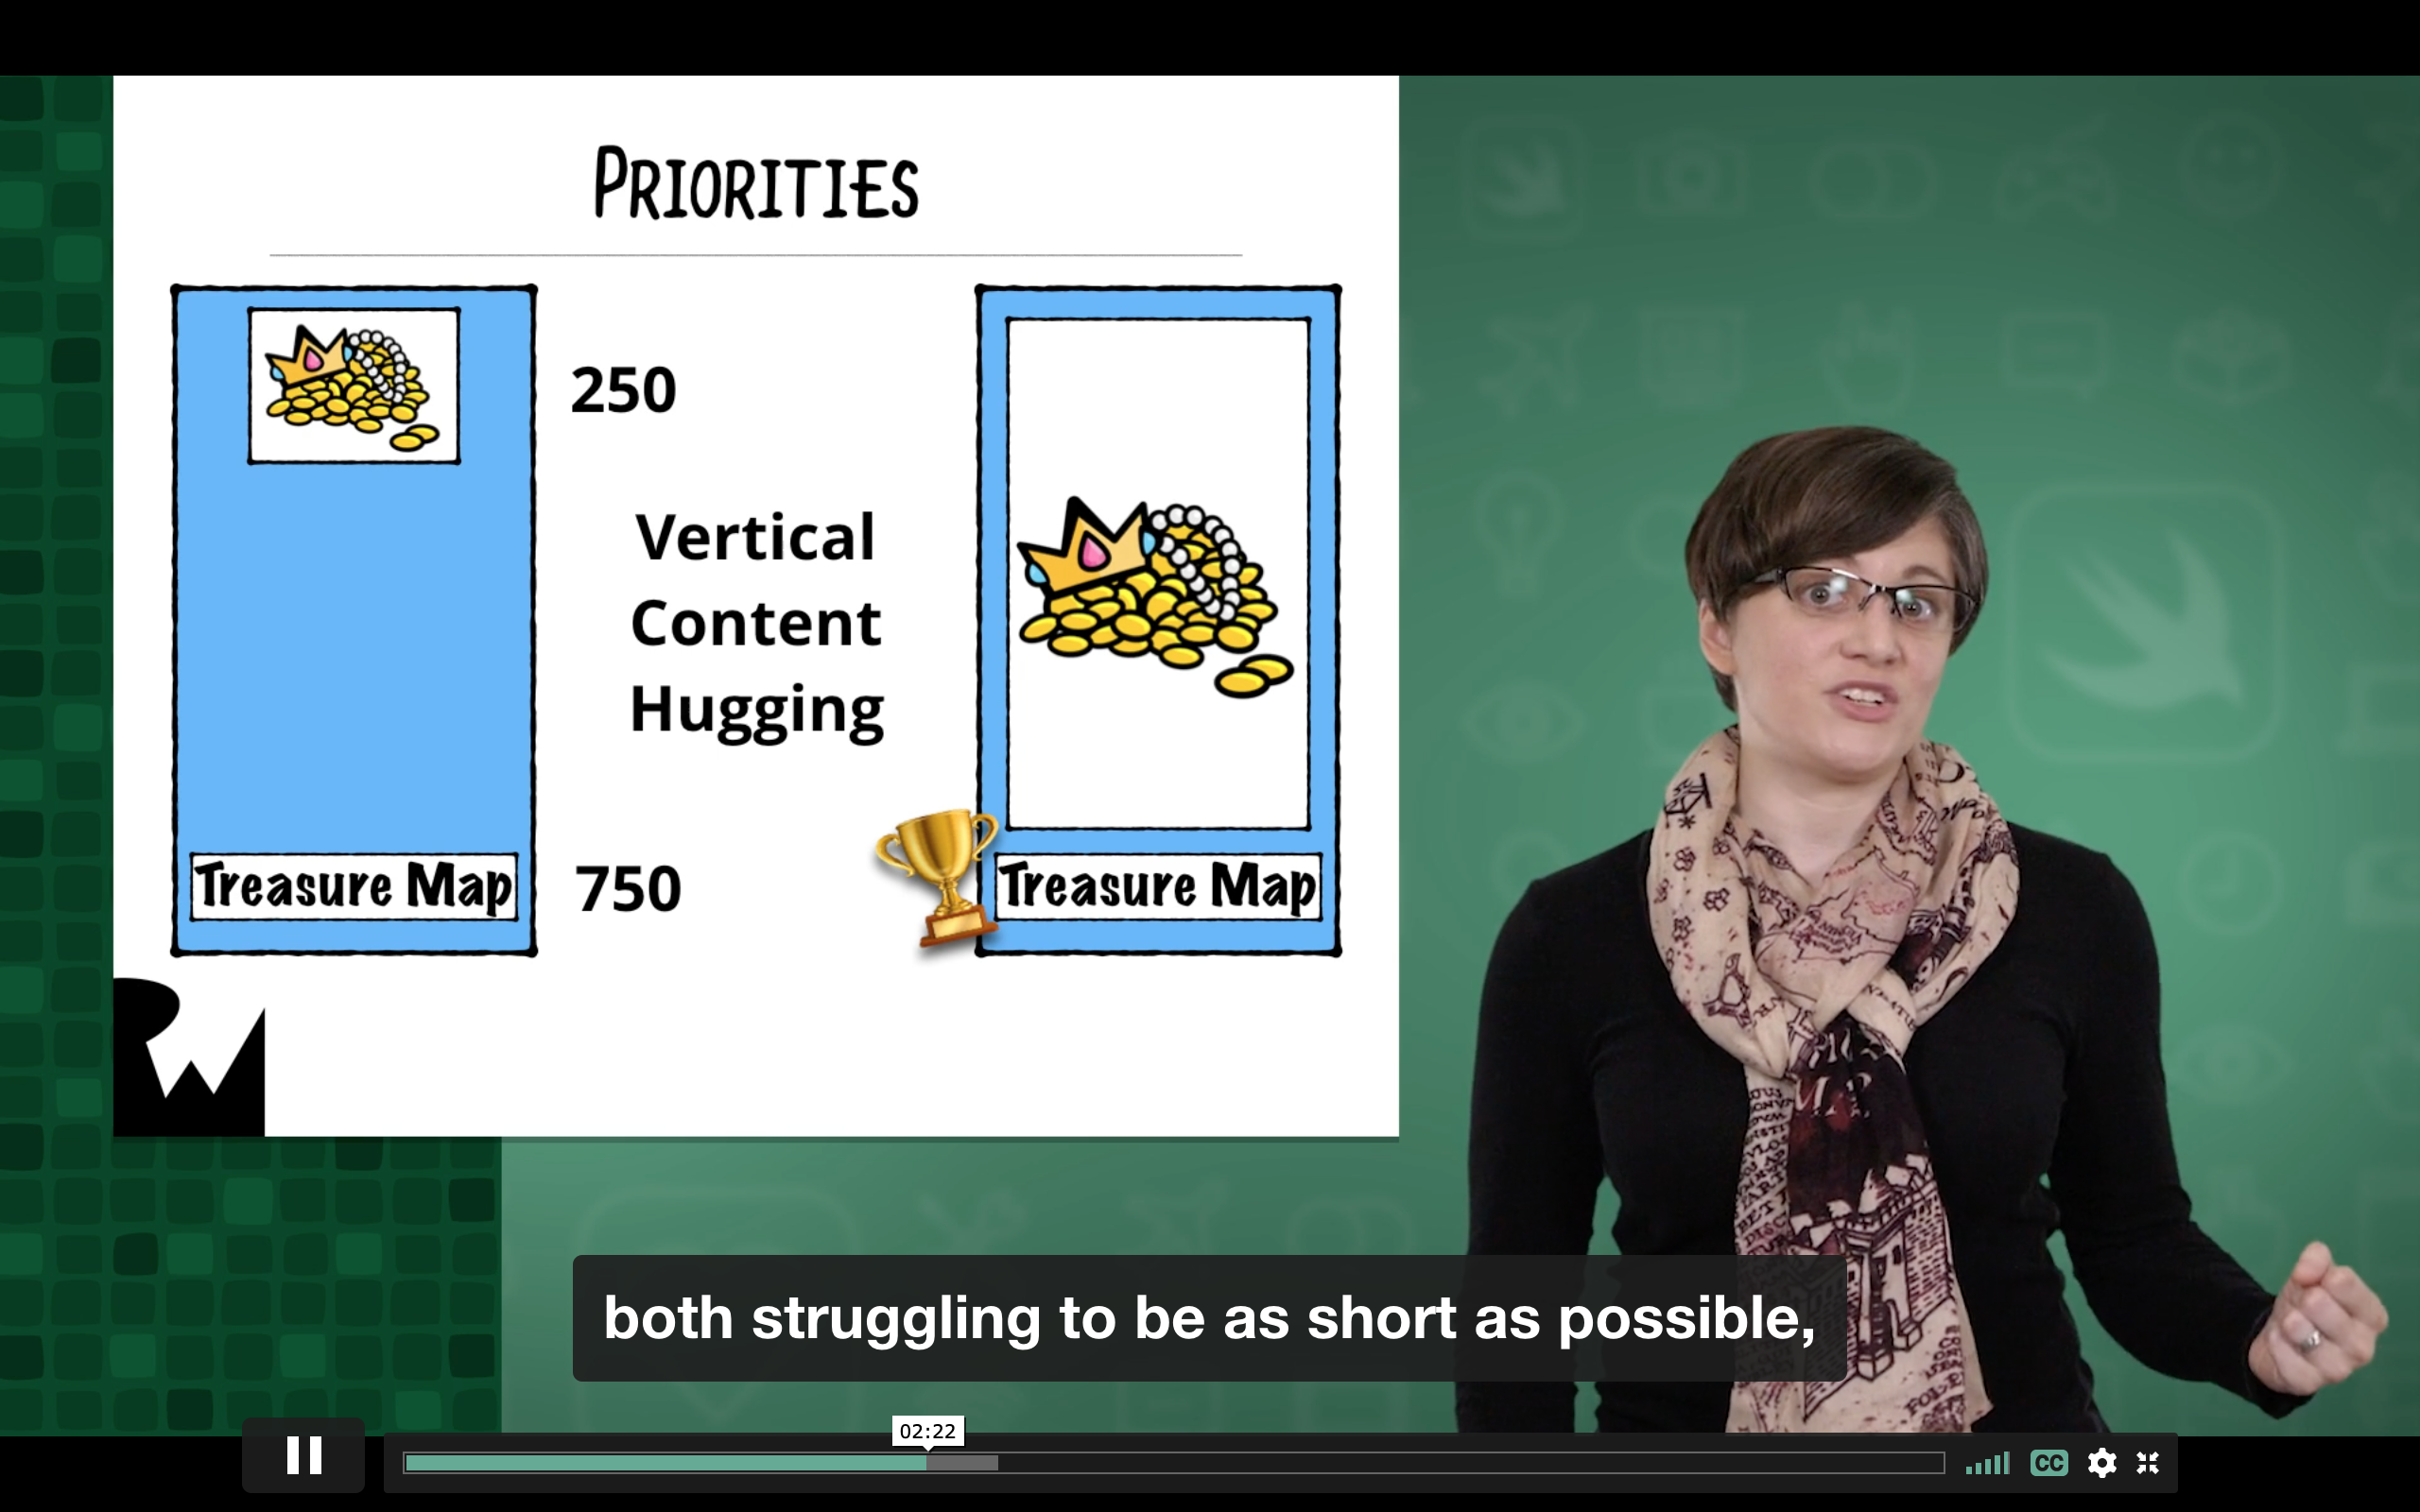 PRIORITIES
250
Vertical
Content
Hugging
Treasure Map
750
Treasure Map
RW
both struggling to be as short as possible,
02:22
CC